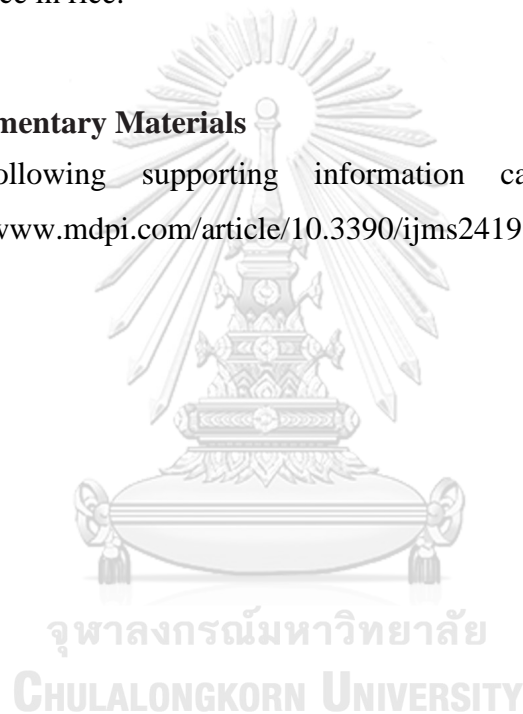 ce in rice.
mentary Materials
ollowing supporting information ca
www.mdpi.com/article/10.3390/ijms2419
จุฬาลงกรณ์มหาวิทยาลัย
CHULALONGKORN UNIVERSITY